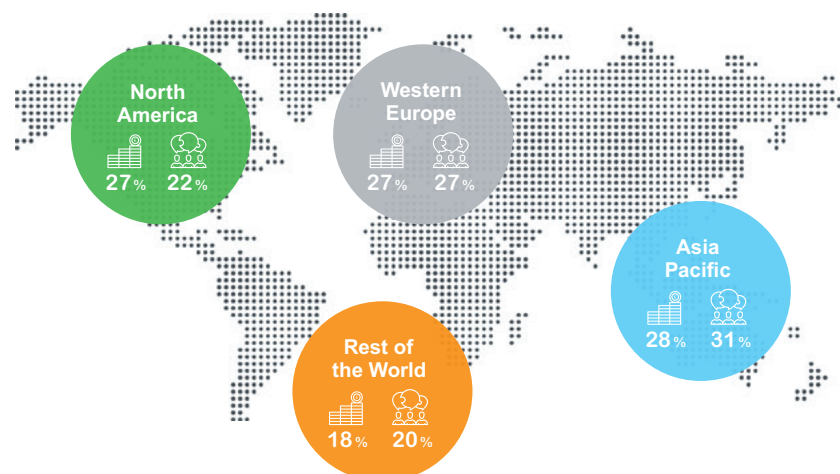 North
America
27% 22%
Western
Europe
27% 27%
Asia
Pacific
28% 31%
Rest of
the World
18% 20%